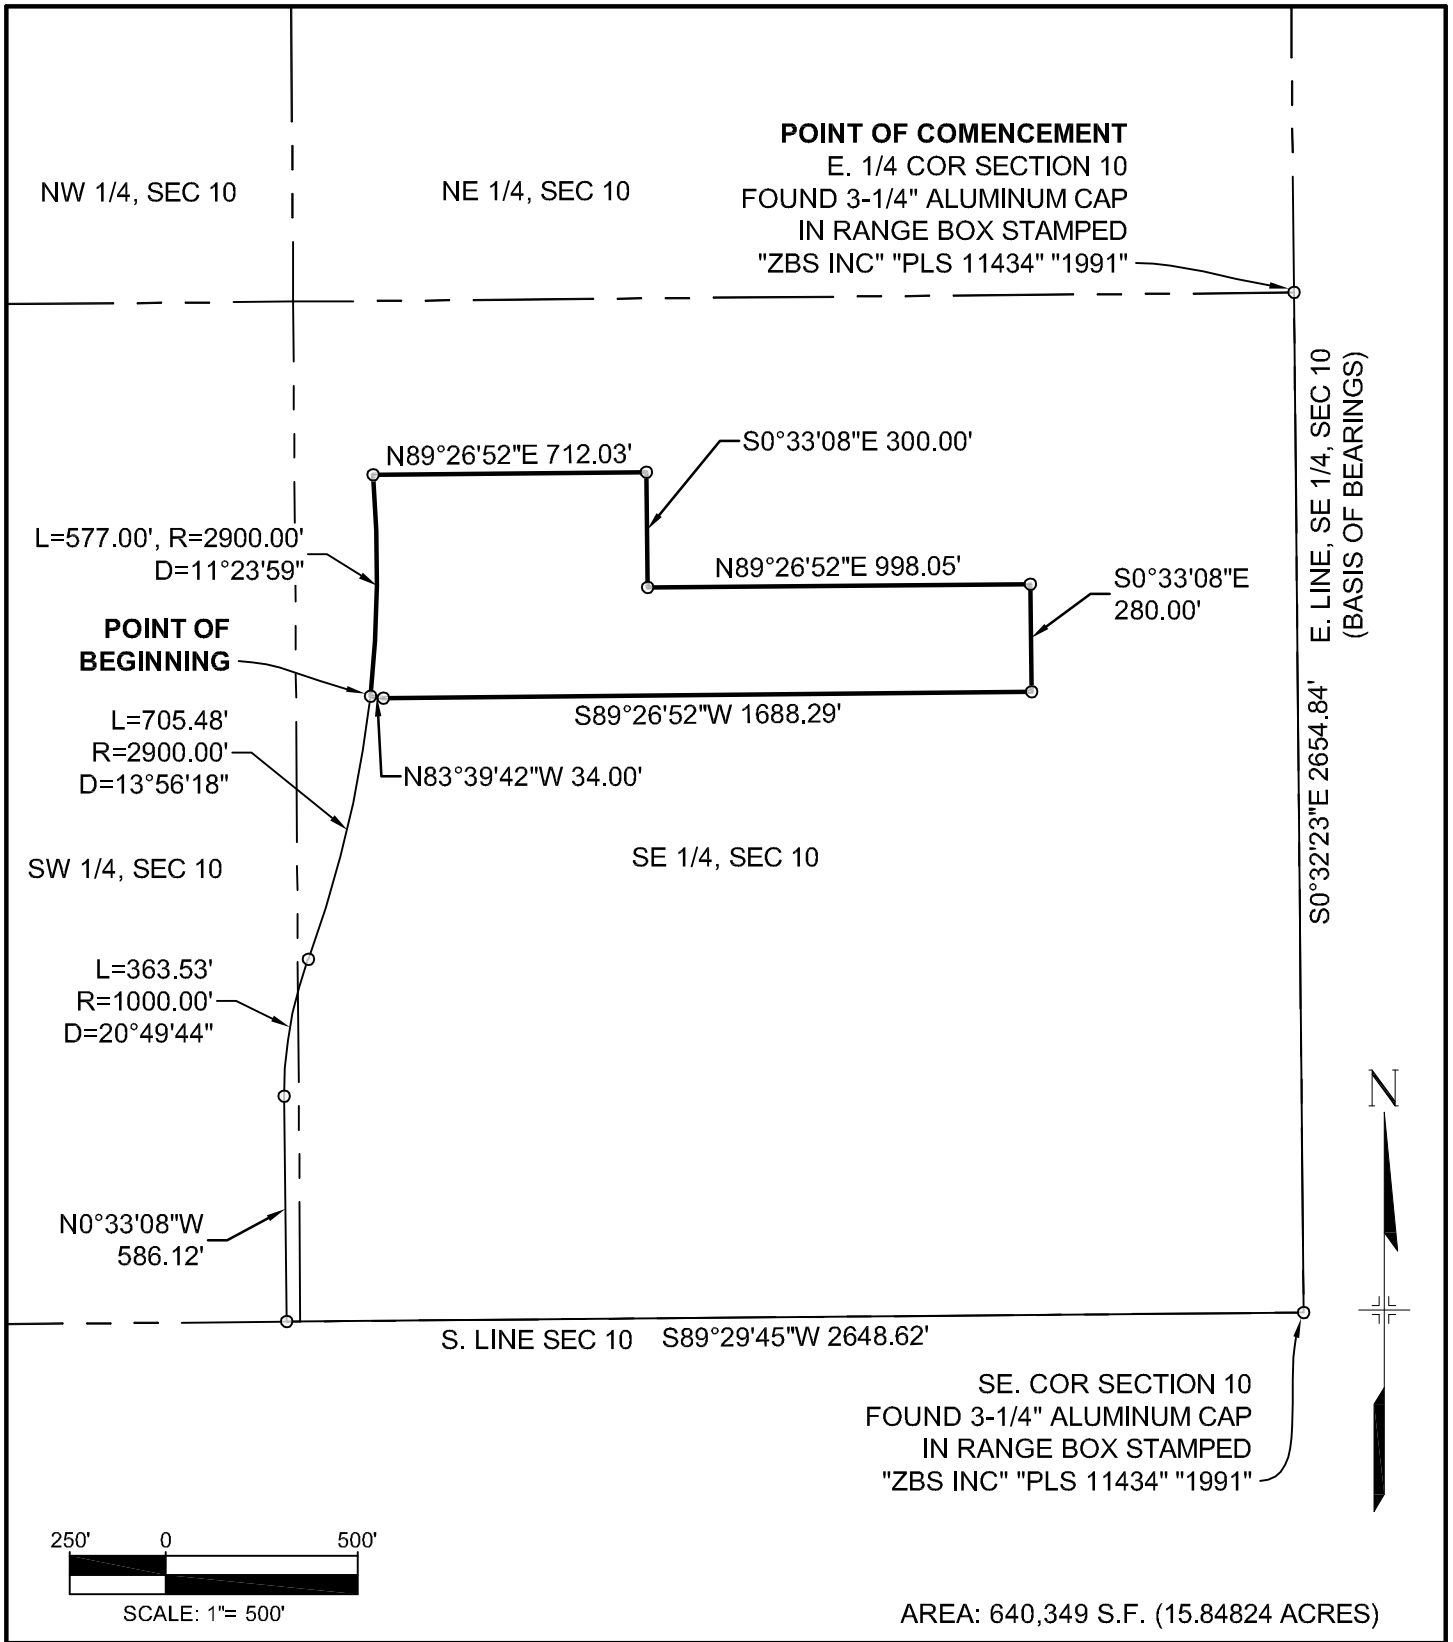 POINT OF COMENCEMENT
E. 1/4 COR SECTION 10
FOUND 3-1/4" ALUMINUM CAP
IN RANGE BOX STAMPED
"ZBS INC" "PLS 11434" "1991"
NW 1/4, SEC 10
NE 1/4, SEC 10
E. LINE, SE 1/4, SEC 10
(BASIS OF BEARINGS)
S0°32'23"E 2654.84'
N89°26'52"E 712.03'
S0°33'08"E 300.00'
L=577.00', R=2900.00'
D=11°23'59"
N89°26'52"E 998.05'
S0°33'08"E
280.00'
POINT OF
BEGINNING
S89°26'52"W 1688.29'
L=705.48'
R=2900.00'
D=13°56'18"
N83°39'42"W 34.00'
SW 1/4, SEC 10
SE 1/4, SEC 10
L=363.53'
R=1000.00'
D=20°49'44"
N
N0°33'08"W
586.12'
S. LINE SEC 10 S89°29'45"W 2648.62'
SE. COR SECTION 10
FOUND 3-1/4" ALUMINUM CAP
IN RANGE BOX STAMPED
"ZBS INC" "PLS 11434" "1991"
250' 0 500'
SCALE: 1"= 500'
AREA: 640,349 S.F. (15.84824 ACRES)